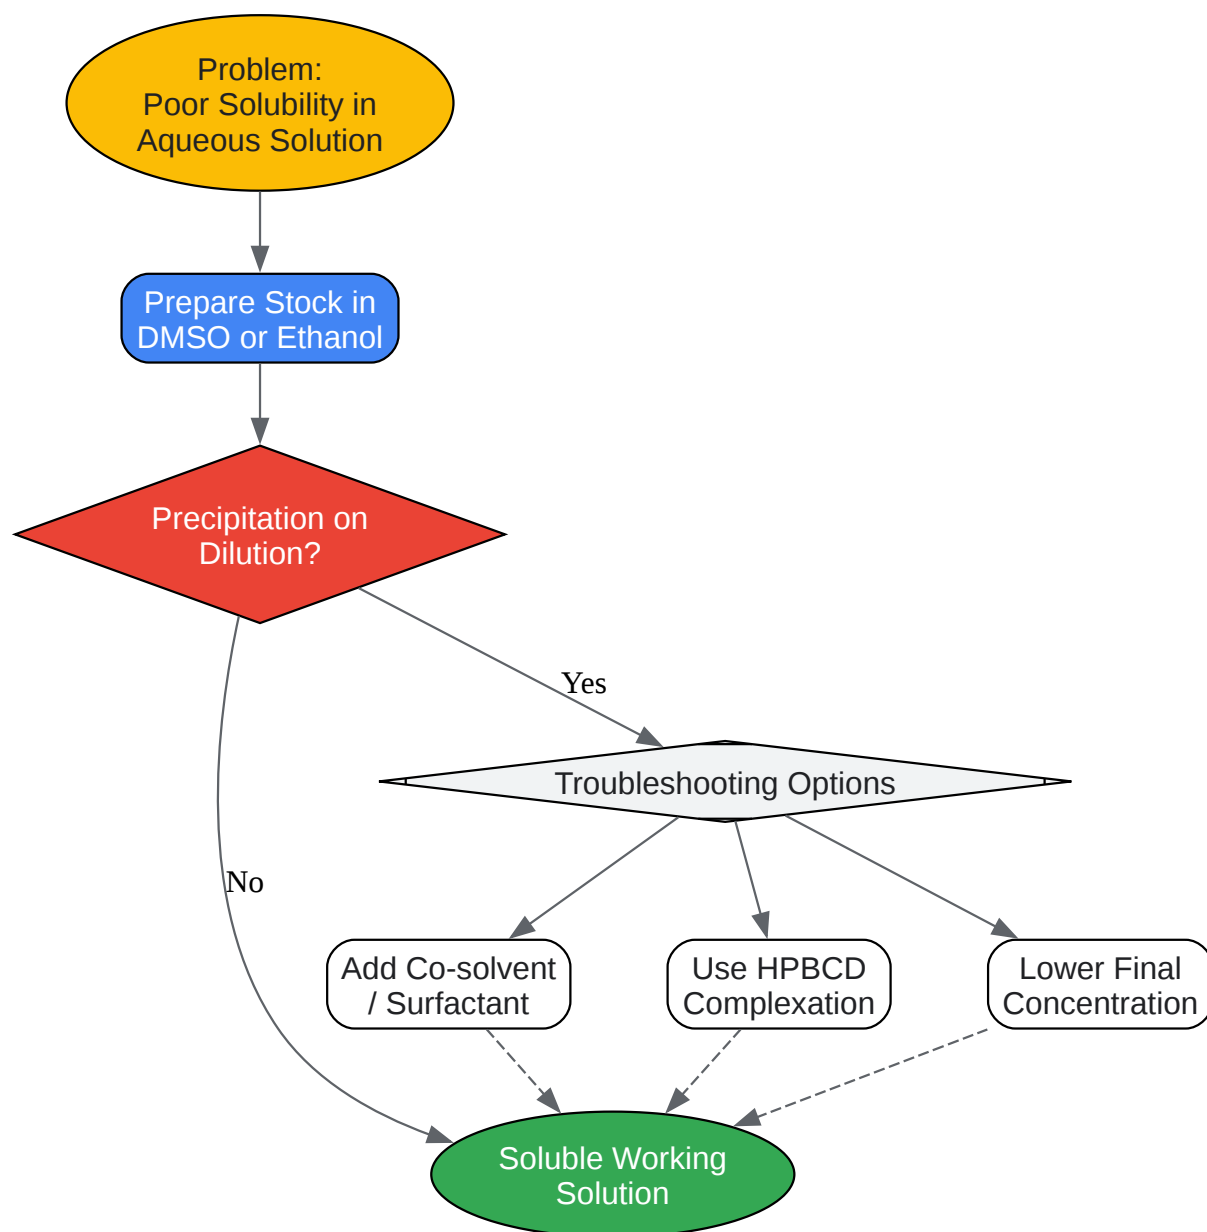 Problem:
Poor Solubility in
Aqueous Solution
Prepare Stock in
DMSO or Ethanol
Precipitation on
Dilution?
Yes
Troubleshooting Options
No
Add Co-solvent
/ Surfactant
Use HPBCD
Complexation
Lower Final
Concentration
Soluble Working
Solution